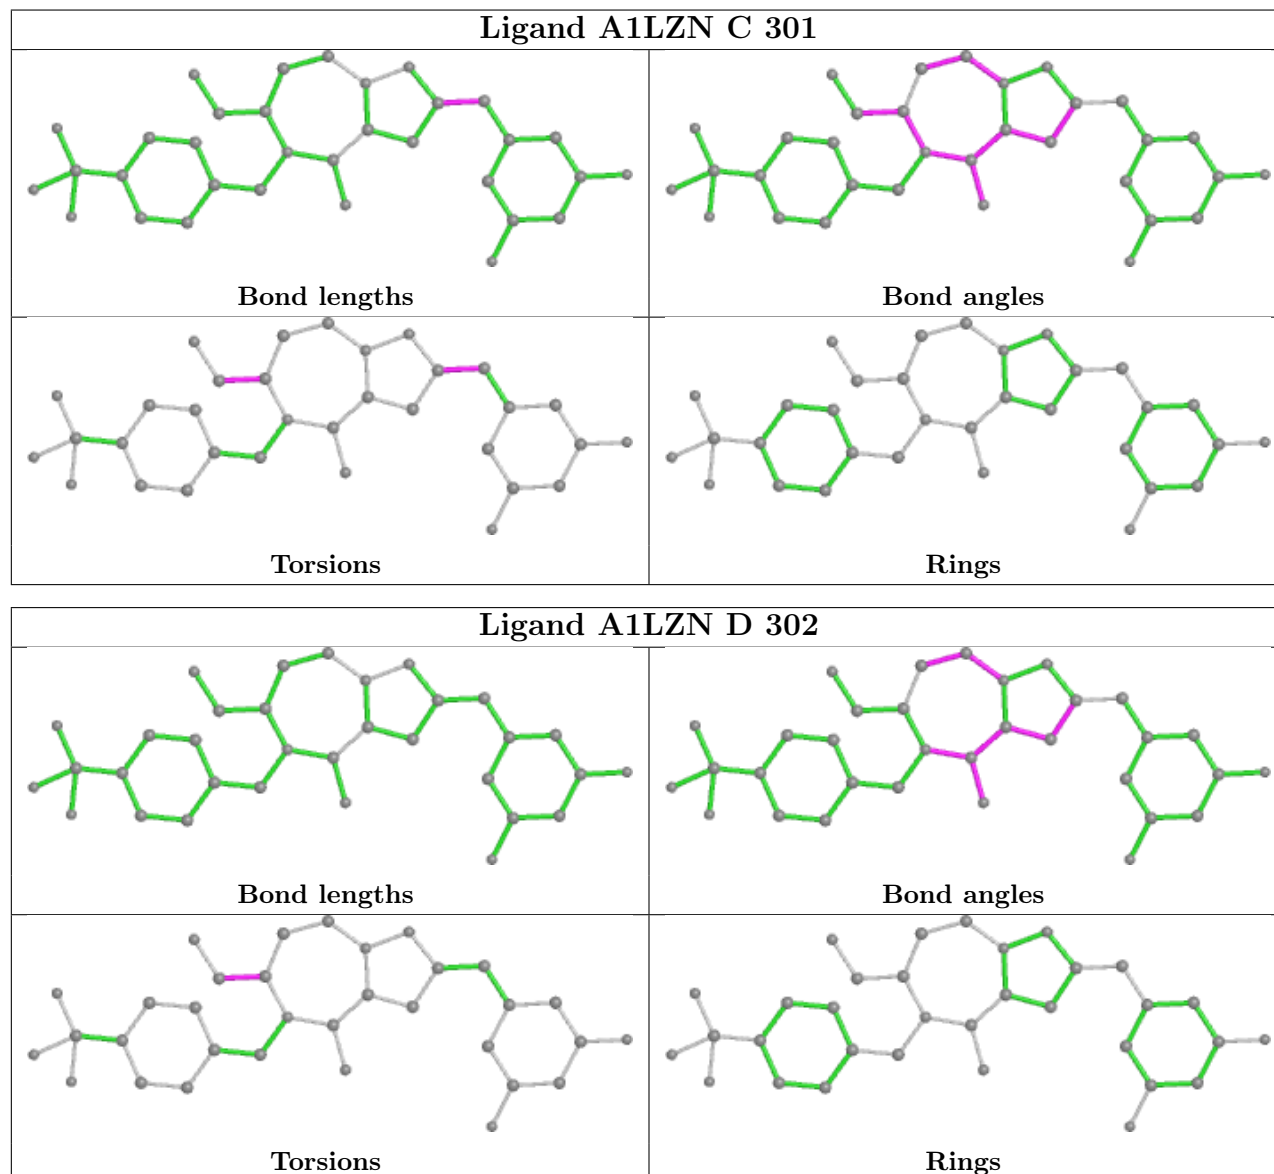 Ligand A1LZN C 301
Bond lengths
Bond angles
Torsions
Rings
Ligand A1LZN D 302
Bond lengths
Bond angles
Torsions
Rings